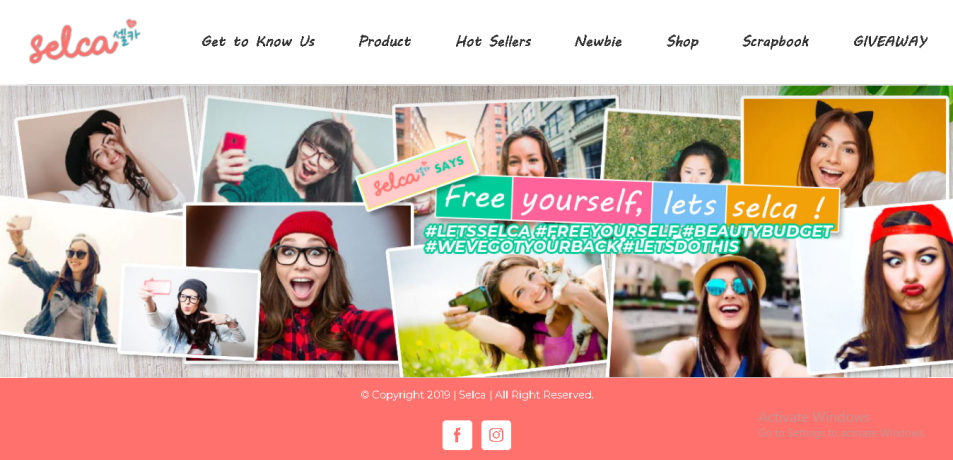 selca 셀카
Get to Know Us Product Hot Sellers Newbie Shop Scrapbook GIVEAWAY
selca 셀카 SAYS
Free yourself, lets selca !
#LETSSELCA #FREEYOURSELF #BEAUTYBUDGET
#WEVEGOTYOURBACK #LETSDOTHIS
© Copyright 2019 | Selca | All Right Reserved.
Activate Windows
Go to Settings to activate Windows.